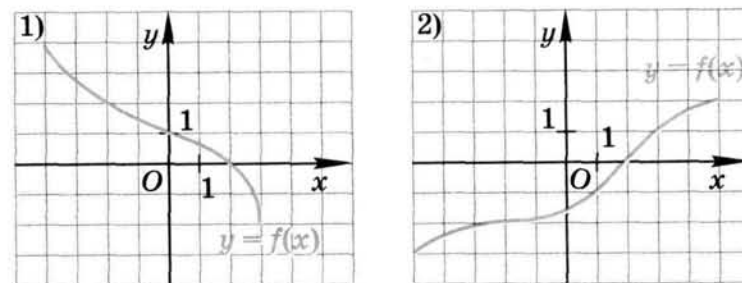 1)
y
1
O
1
x
y = f(x)
2)
y
y = f(x)
1
1
O
x